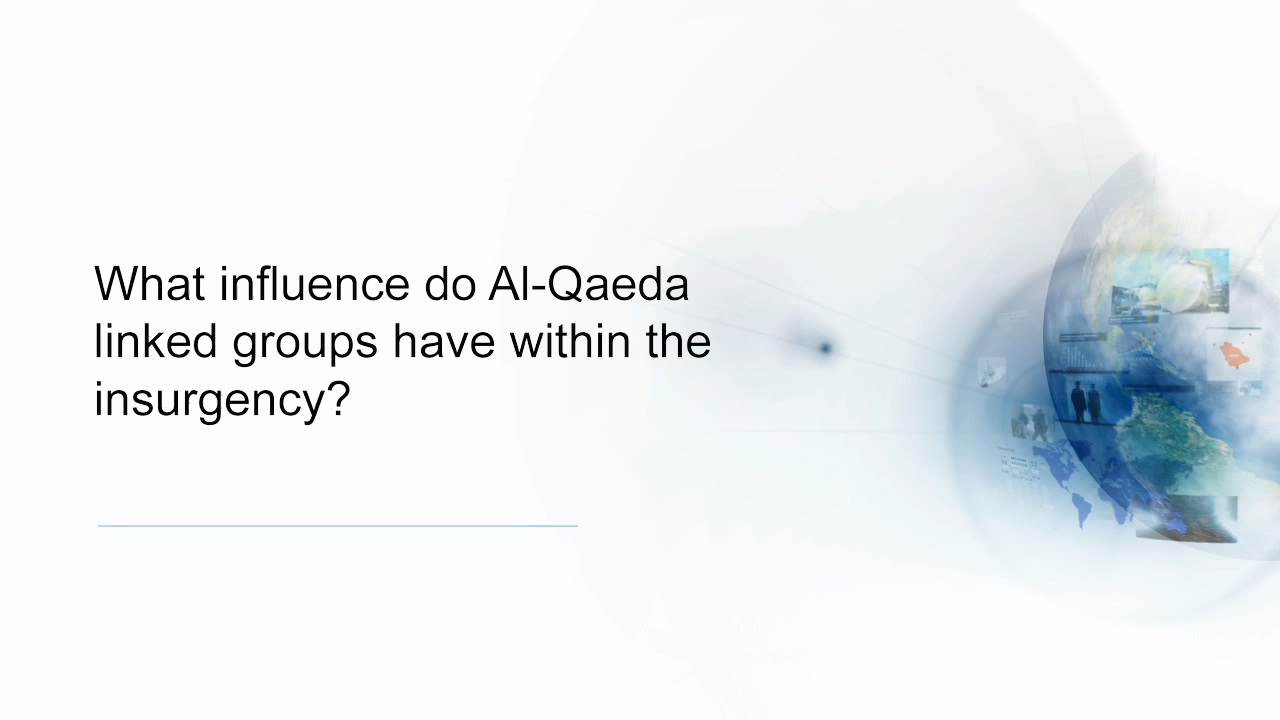 What influence do Al-Qaeda
linked groups have within the
insurgency?